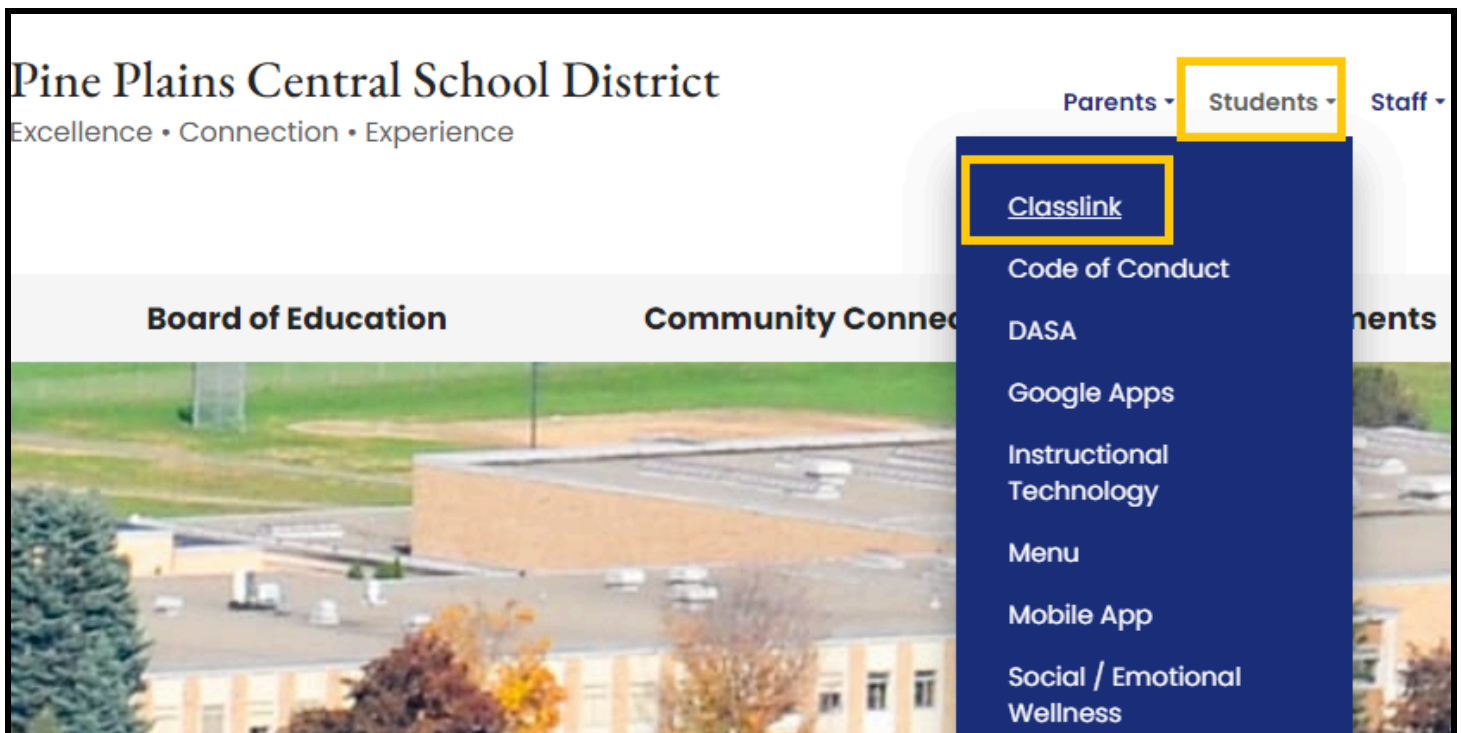 Pine Plains Central School District
Excellence • Connection • Experience
Parents
Students
Staff
Classlink
Code of Conduct
DASA
Google Apps
Instructional
Technology
Menu
Mobile App
Social / Emotional
Wellness
Board of Education
Community